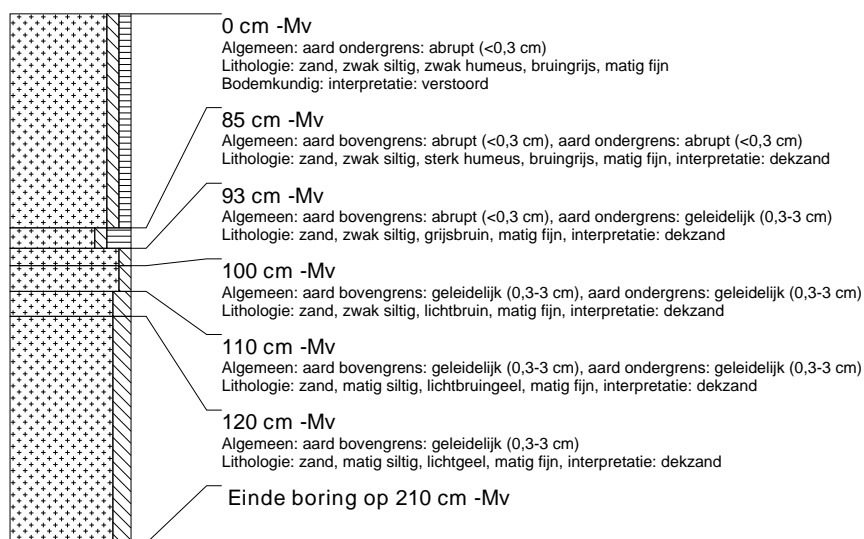 0 cm -Mv
Algemeen: aard ondergrens: abrupt (<0,3 cm)
Lithologie: zand, zwak siltig, zwak humeus, bruingrijs, matig fijn
Bodemkundig: interpretatie: verstoord
85 cm -Mv
Algemeen: aard bovengrens: abrupt (<0,3 cm), aard ondergrens: abrupt (<0,3 cm)
Lithologie: zand, zwak siltig, sterk humeus, bruingrijs, matig fijn, interpretatie: dekzand
93 cm -Mv
Algemeen: aard bovengrens: abrupt (<0,3 cm), aard ondergrens: geleidelijk (0,3-3 cm)
Lithologie: zand, zwak siltig, grijsbruin, matig fijn, interpretatie: dekzand
100 cm -Mv
Algemeen: aard bovengrens: geleidelijk (0,3-3 cm), aard ondergrens: geleidelijk (0,3-3 cm)
Lithologie: zand, zwak siltig, lichtbruin, matig fijn, interpretatie: dekzand
110 cm -Mv
Algemeen: aard bovengrens: geleidelijk (0,3-3 cm), aard ondergrens: geleidelijk (0,3-3 cm)
Lithologie: zand, matig siltig, lichtbruingeel, matig fijn, interpretatie: dekzand
120 cm -Mv
Algemeen: aard bovengrens: geleidelijk (0,3-3 cm)
Lithologie: zand, matig siltig, lichtgeel, matig fijn, interpretatie: dekzand
Einde boring op 210 cm -Mv